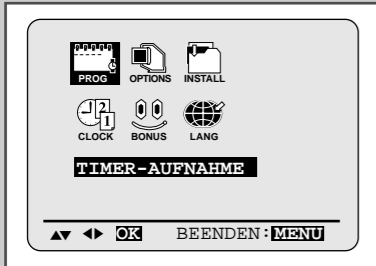 PROG OPTIONS INSTALL
CLOCK BONUS LANG
TIMER-AUFNAHME
▲▼ ◀▶ OK BEENDEN:MENU